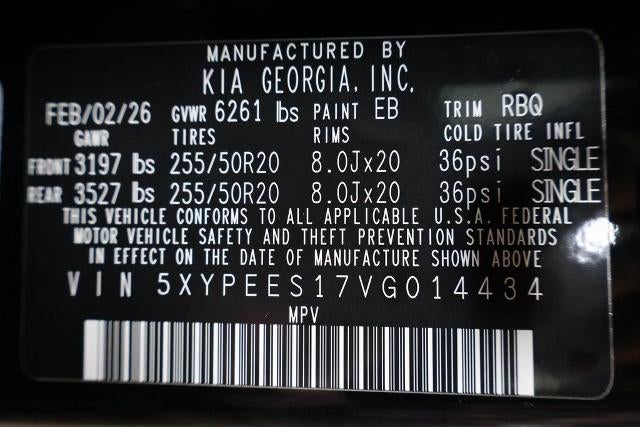 MANUFACTURED BY
KIA GEORGIA, INC.
FEB/02/26 GVWR 6261 lbs PAINT EB TRIM RBQ
GAWR TIRES RIMS COLD TIRE INFL
FRONT 3197 lbs 255/50R20 8.0Jx20 36psi SINGLE
REAR 3527 lbs 255/50R20 8.0Jx20 36psi SINGLE
THIS VEHICLE CONFORMS TO ALL APPLICABLE U.S.A. FEDERAL
MOTOR VEHICLE SAFETY AND THEFT PREVENTION STANDARDS
IN EFFECT ON THE DATE OF MANUFACTURE SHOWN ABOVE
VIN 5XYPEES17VG014434
MPV